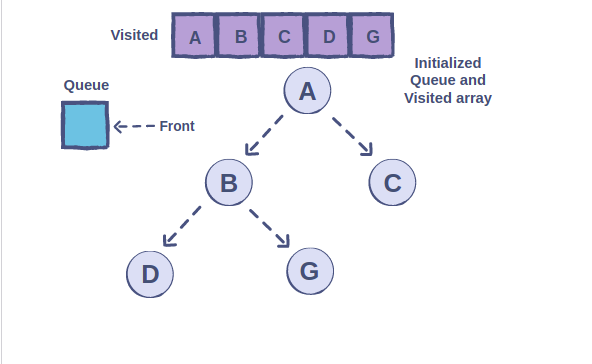 Visited
A B C D G
Initialized
Queue and
Visited array
Queue
Front
A
B
C
D
G